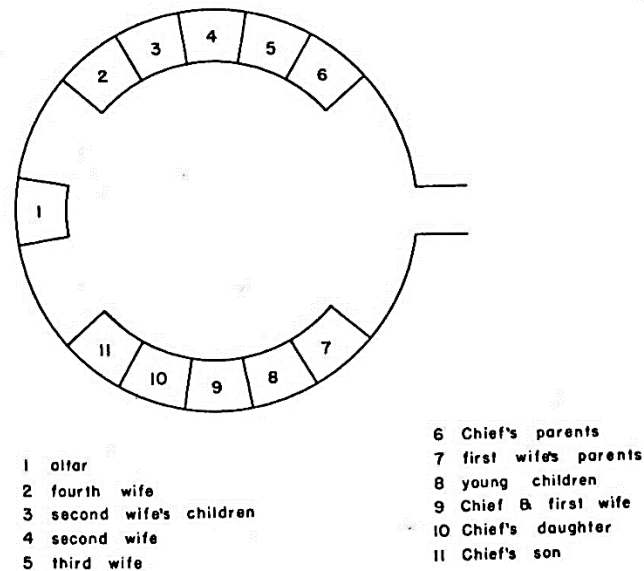 4
3
5
2
6
1
11
7
10
9
8
1 altar
2 fourth wife
3 second wife's children
4 second wife
5 third wife
6 Chief's parents
7 first wife's parents
8 young children
9 Chief & first wife
10 Chief's daughter
11 Chief's son